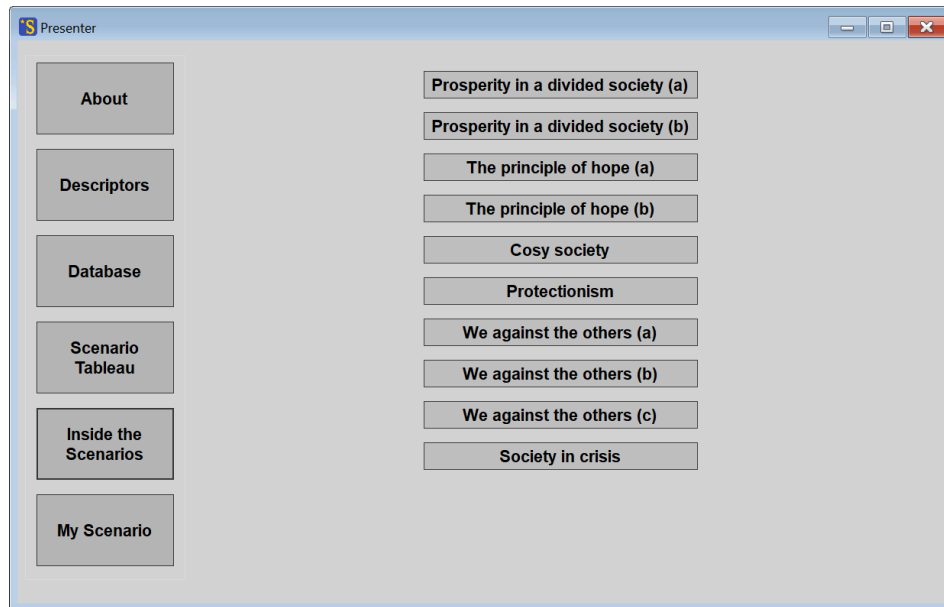 Presenter
About
Descriptors
Database
Scenario
Tableau
Inside the
Scenarios
My Scenario
Prosperity in a divided society (a)
Prosperity in a divided society (b)
The principle of hope (a)
The principle of hope (b)
Cosy society
Protectionism
We against the others (a)
We against the others (b)
We against the others (c)
Society in crisis